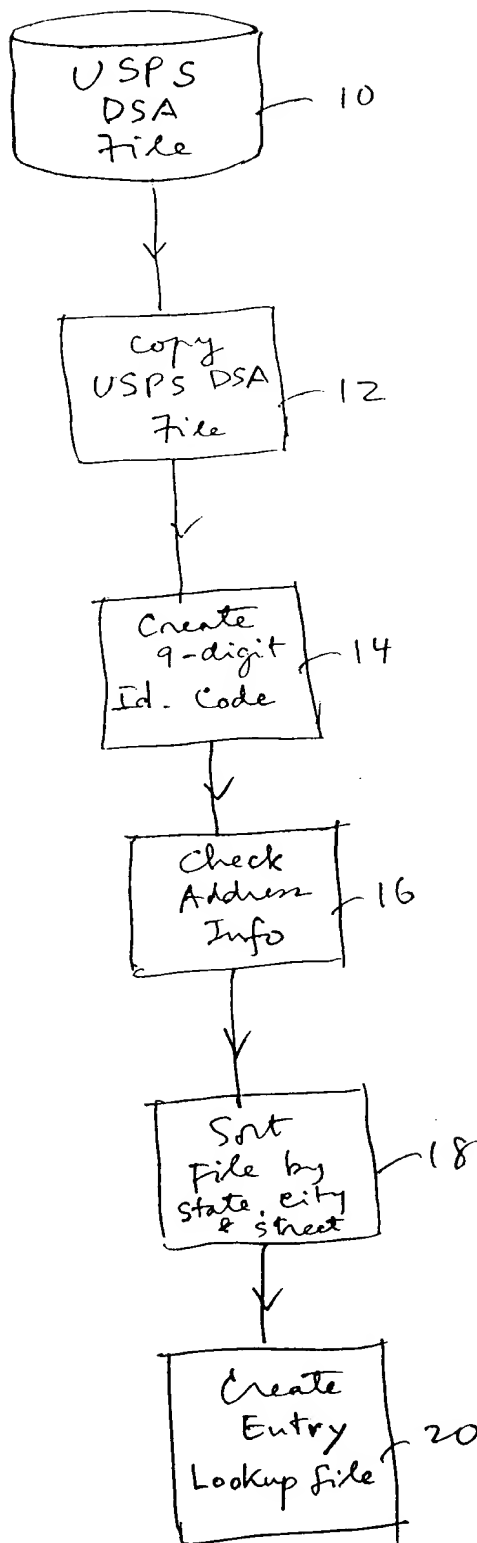 USPS
DSA
File
10
Copy
USPS DSA
File
12
Create
9-digit
Id. Code
14
Check
Address
Info
16
Sort
File by
state, city
& street
18
Create
Entry
Lookup file
20